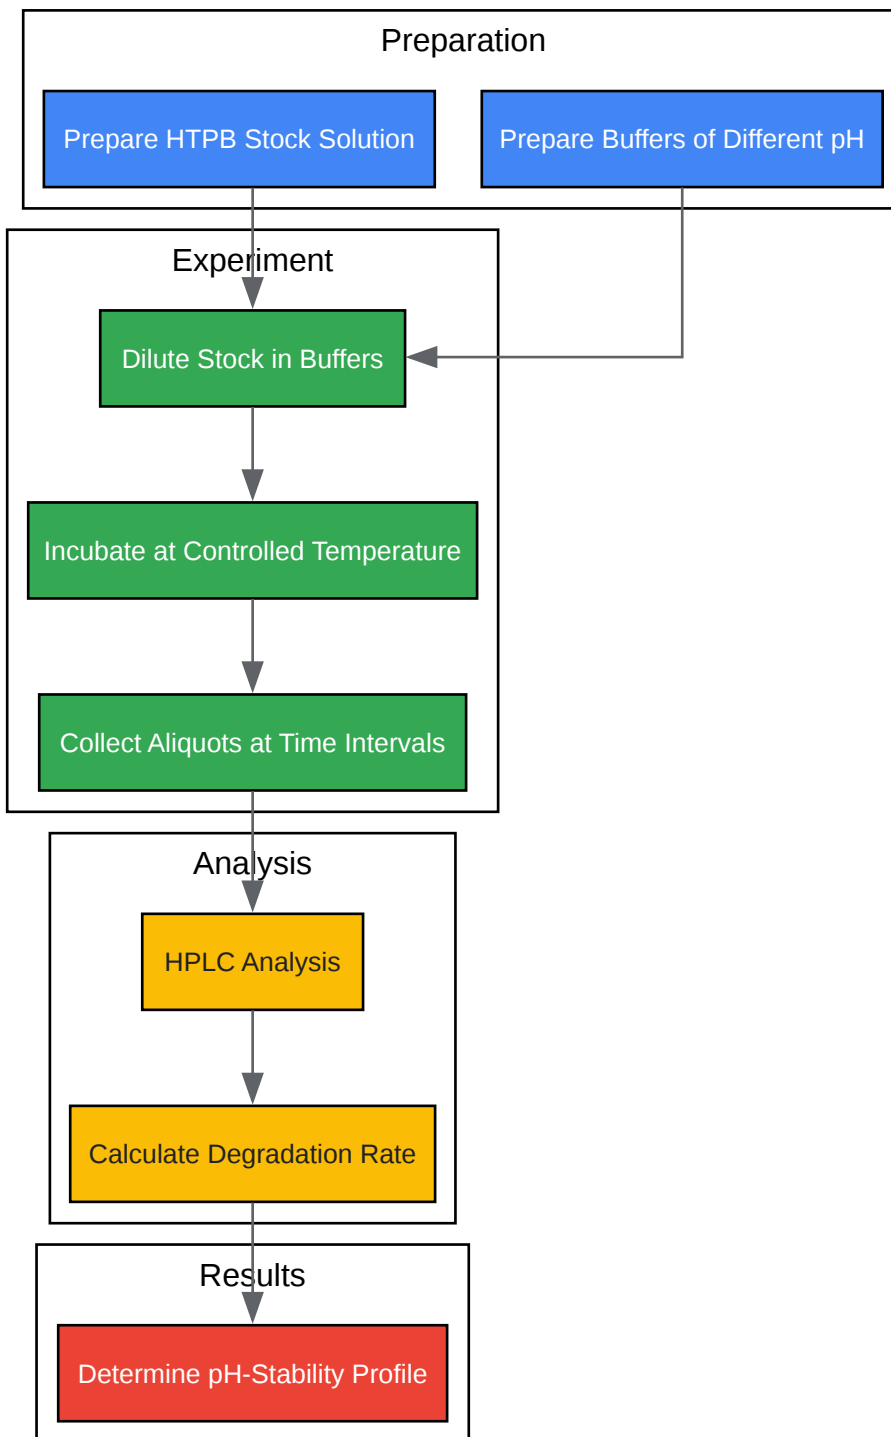 Preparation
Prepare HTPB Stock Solution
Prepare Buffers of Different pH
Experiment
Dilute Stock in Buffers
Incubate at Controlled Temperature
Collect Aliquots at Time Intervals
Analysis
HPLC Analysis
Calculate Degradation Rate
Results
Determine pH-Stability Profile